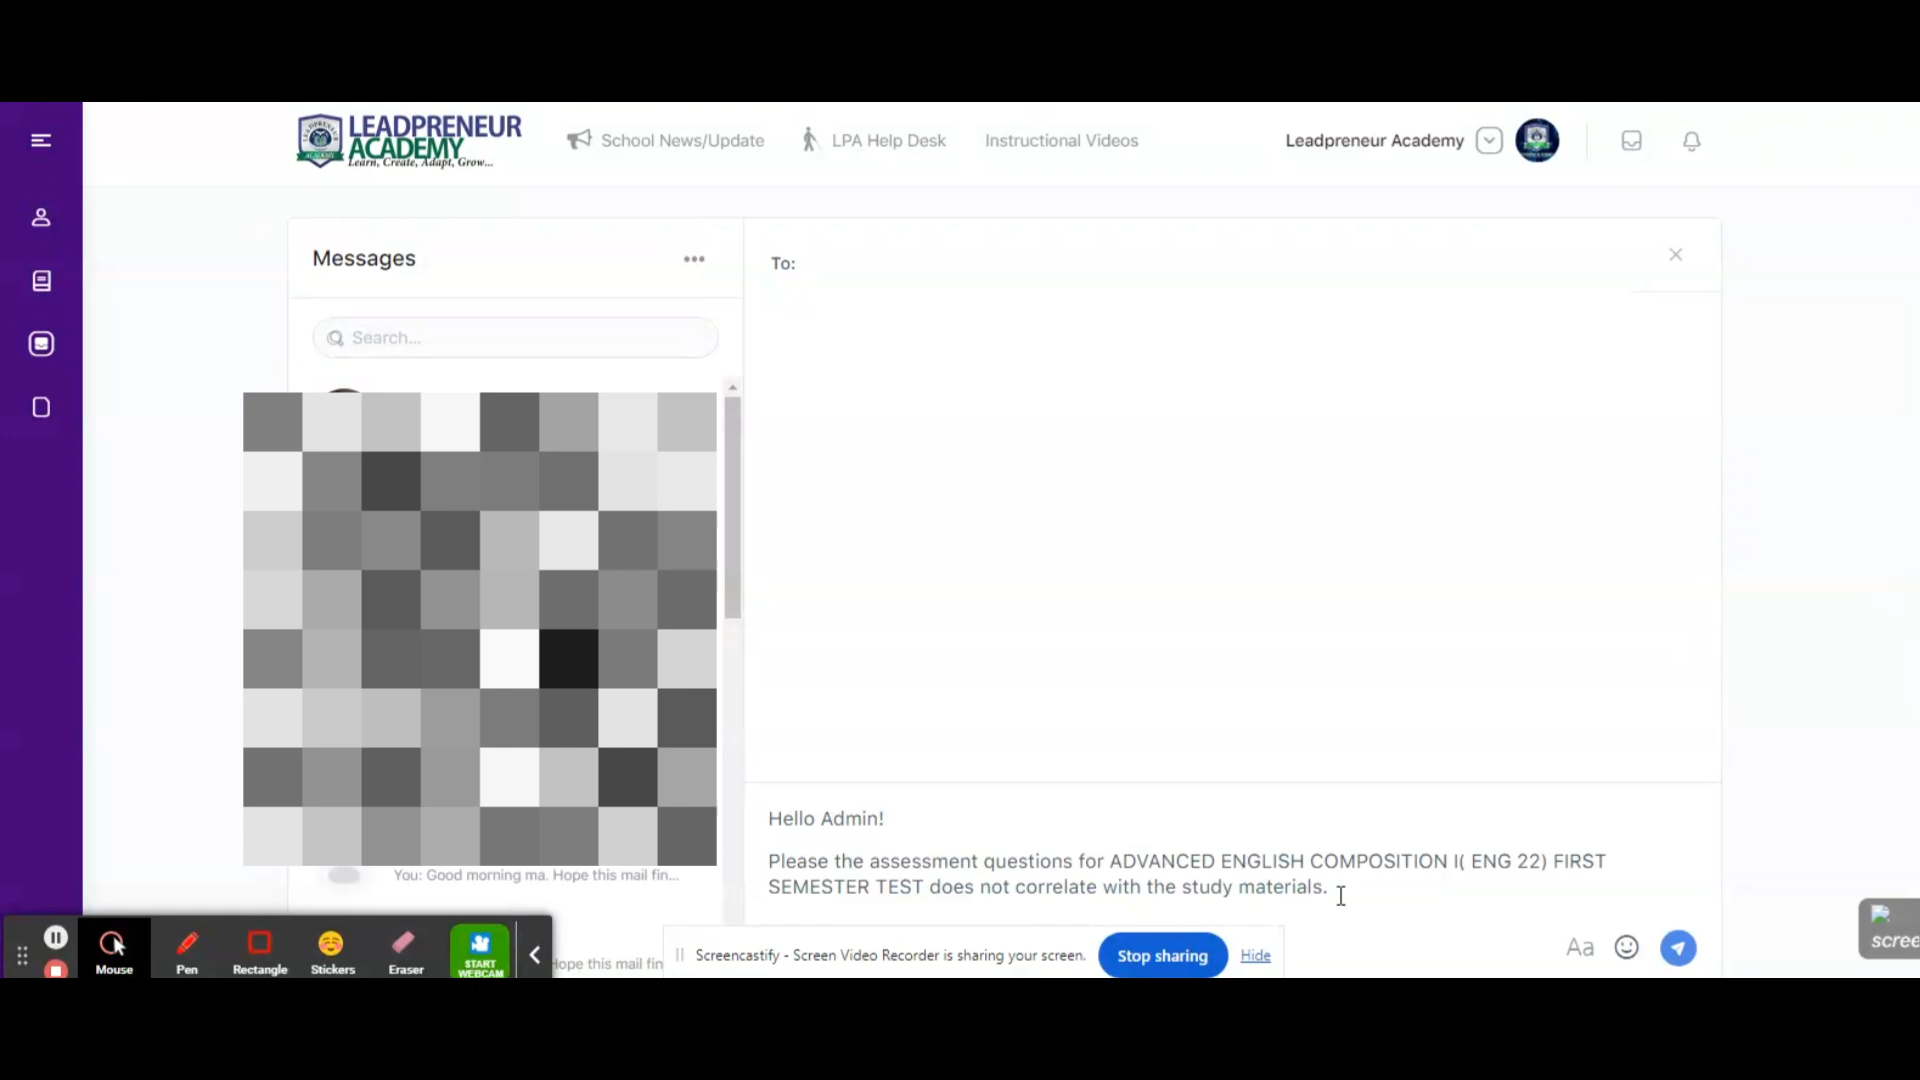 LEADPRENEUR
ACADEMY
Learn, Create, Adapt, Grow...
School News/Update
LPA Help Desk
Instructional Videos
Leadpreneur Academy
Messages
To:
Search...
You: Good morning ma. Hope this mail fin...
Hello Admin!
Please the assessment questions for ADVANCED ENGLISH COMPOSITION I( ENG 22) FIRST
SEMESTER TEST does not correlate with the study materials.
Mouse
Pen
Rectangle
Stickers
Eraser
START
WEBCAM
Hope this mail fin
Screencastify - Screen Video Recorder is sharing your screen.
Stop sharing
Hide
Aa
scree